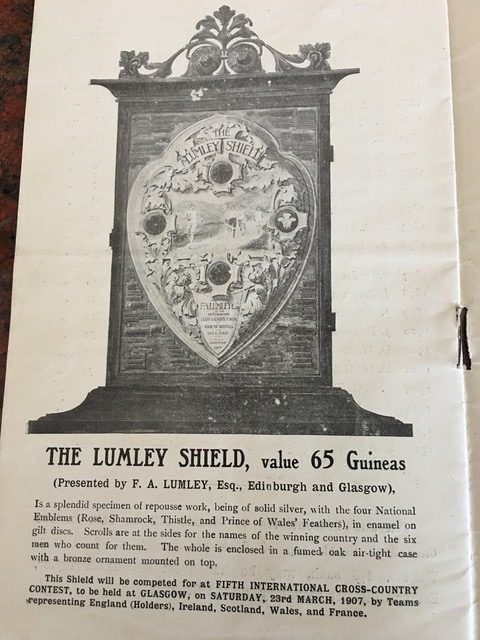 THE
LUMLEY SHIELD
F.A. LUMLEY
THE LUMLEY SHIELD, value 65 Guineas
(Presented by F. A. LUMLEY, Esq., Edinburgh and Glasgow),
Is a splendid specimen of repousse work, being of solid silver, with the four National
Emblems (Rose, Shamrock, Thistle, and Prince of Wales' Feathers), in enamel on
gilt discs. Scrolls are at the sides for the names of the winning country and the six
men who count for them. The whole is enclosed in a fumed oak air-tight case
with a bronze ornament mounted on top.
This Shield will be competed for at FIFTH INTERNATIONAL CROSS-COUNTRY
CONTEST, to be held at GLASGOW, on SATURDAY, 23rd MARCH, 1907, by Teams
representing England (Holders), Ireland, Scotland, Wales, and France.